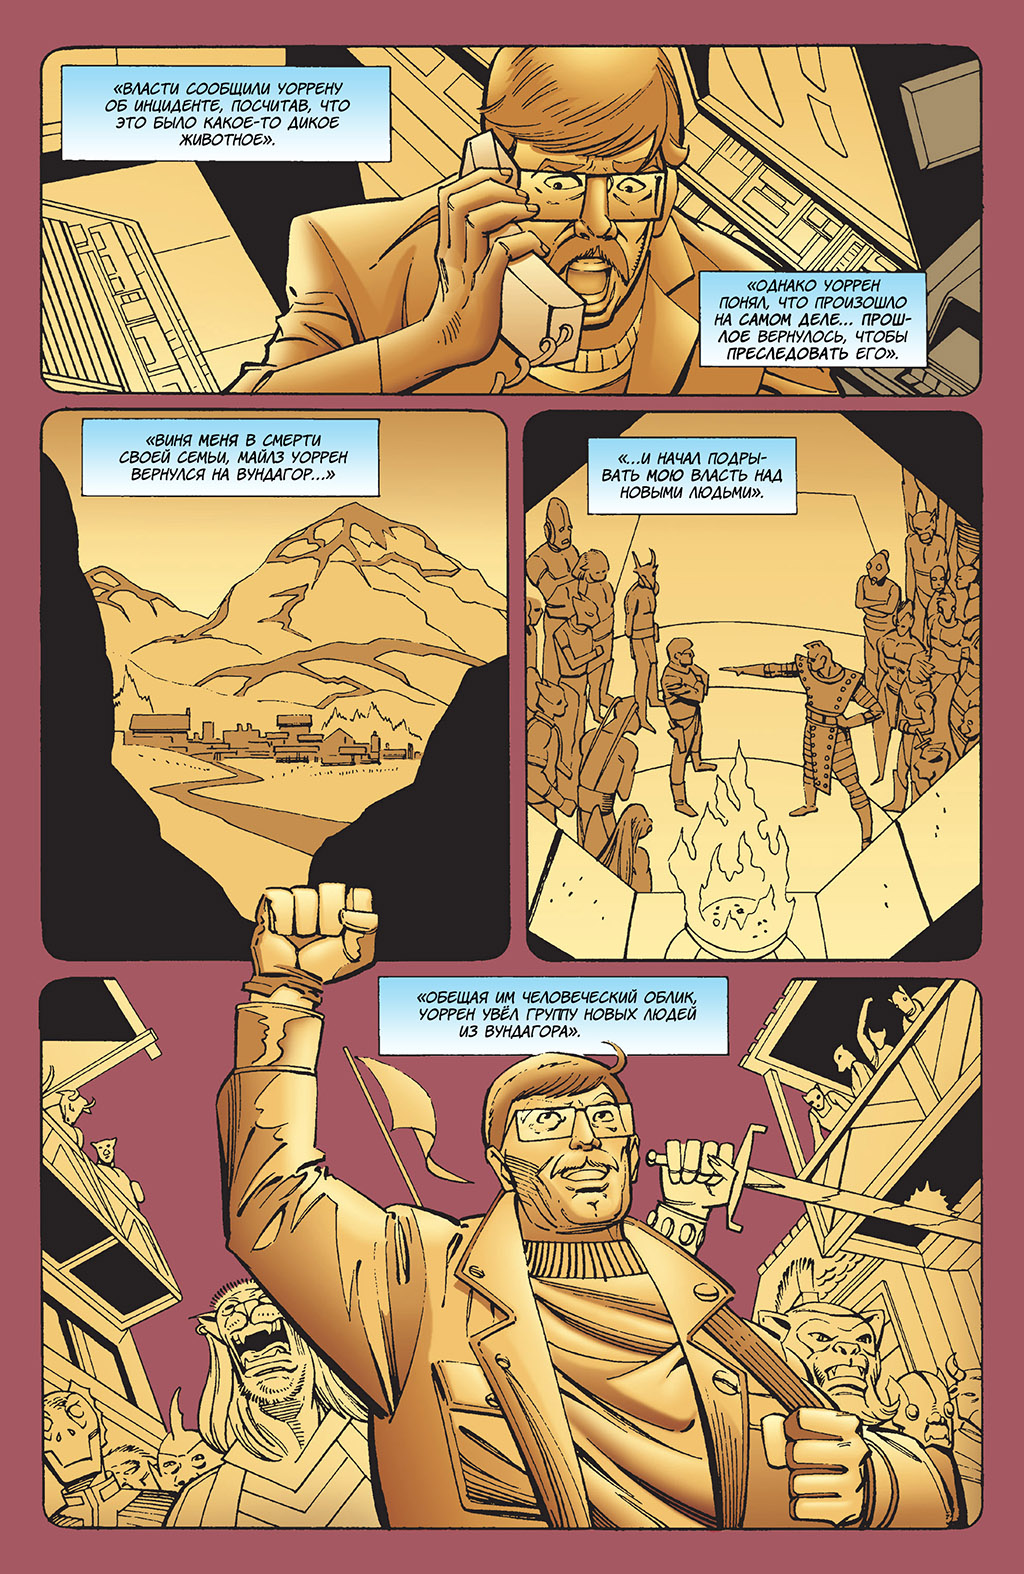 «ВЛАСТИ СООБЩИЛИ УОРРЕНУ
ОБ ИНЦИДЕНТЕ, ПОСЧИТАВ, ЧТО
ЭТО БЫЛО КАКОЕ-ТО ДИКОЕ
ЖИВОТНОЕ».
«ОДНАКО УОРРЕН
ПОНЯЛ, ЧТО ПРОИЗОШЛО
НА САМОМ ДЕЛЕ... ПРОШ-
ЛОЕ ВЕРНУЛОСЬ, ЧТОБЫ
ПРЕСЛЕДОВАТЬ ЕГО».
«ВИНЯ МЕНЯ В СМЕРТИ
СВОЕЙ СЕМЬИ, МАЙЛЗ УОРРЕН
ВЕРНУЛСЯ НА ВУНДАГОР...»
«...И НАЧАЛ ПОДРЫ-
ВАТЬ МОЮ ВЛАСТЬ НАД
НОВЫМИ ЛЮДЬМИ».
«ОБЕЩАЯ ИМ ЧЕЛОВЕЧЕСКИЙ ОБЛИК,
УОРРЕН УВЁЛ ГРУППУ НОВЫХ ЛЮДЕЙ
ИЗ ВУНДАГОРА».